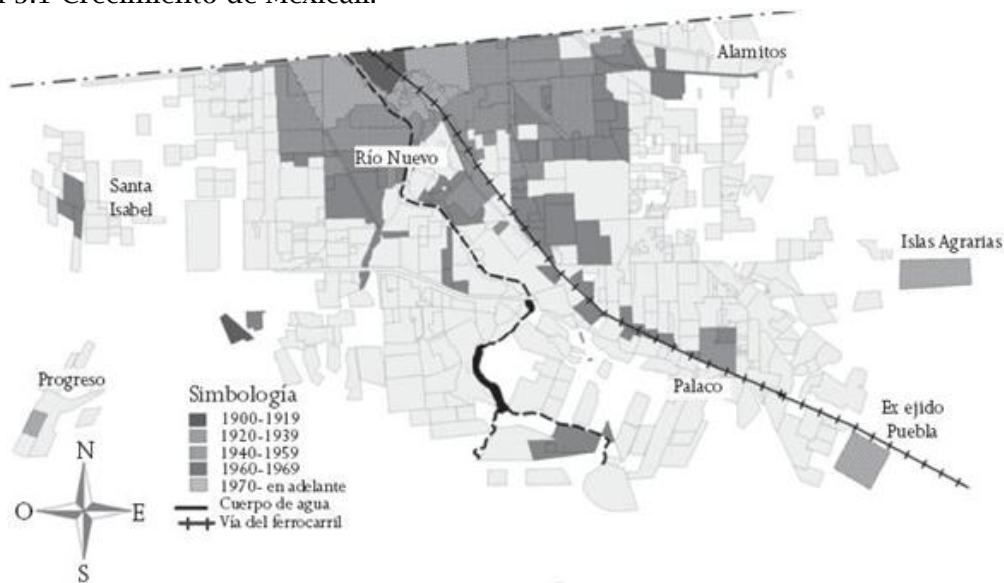 3.1 Crecimiento de Mexicali.
Alamitos
Río Nuevo
Santa
Isabel
Islas Agrarias
Progreso
Palaco
Ex ejido
Puebla
Simbología
1900-1919
1920-1939
1940-1959
1960-1969
1970- en adelante
Cuerpo de agua
Vía del ferrocarril
N
O
E
S